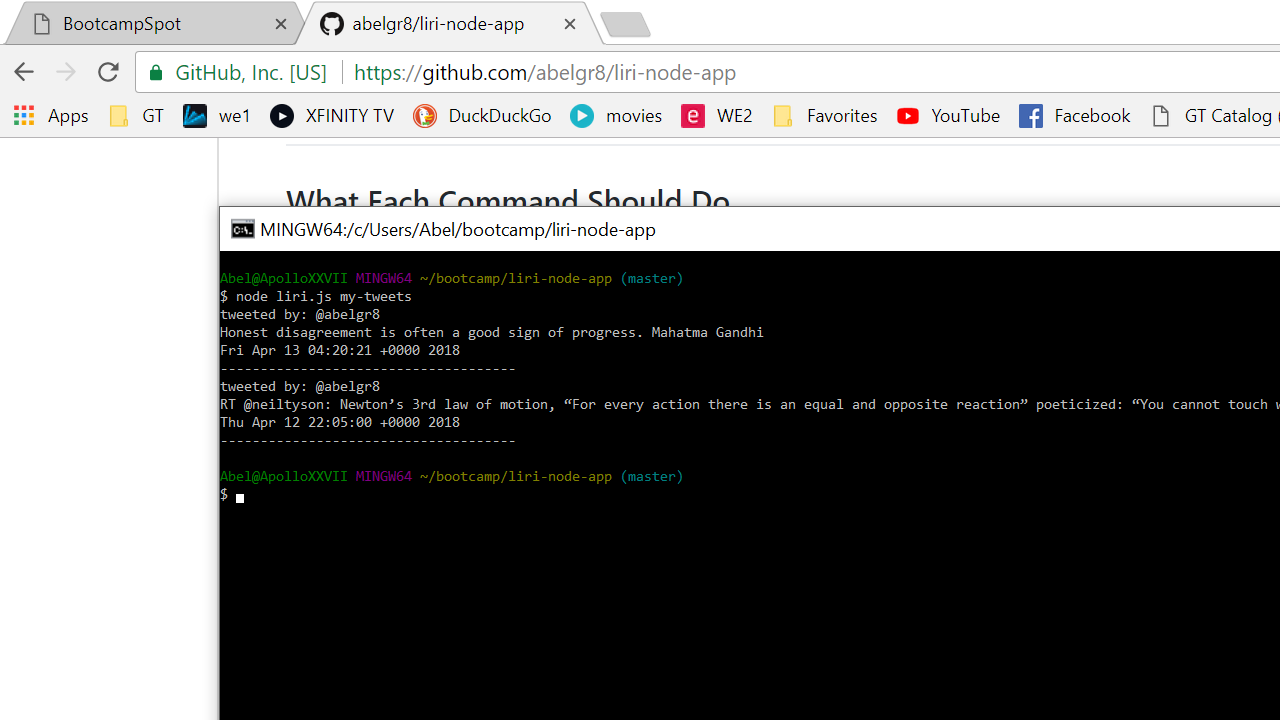 BootcampSpot
abelgr8/liri-node-app
GitHub, Inc. [US] https://github.com/abelgr8/liri-node-app
Apps GT we1 XFINITY TV DuckDuckGo movies WE2 Favorites YouTube Facebook GT Catalog (
What Each Command Should Do
MINGW64:/c/Users/Abel/bootcamp/liri-node-app
Abel@ApolloXXVII MINGW64 ~/bootcamp/liri-node-app (master)
$ node liri.js my-tweets
tweeted by: @abelgr8
Honest disagreement is often a good sign of progress. Mahatma Gandhi
Fri Apr 13 04:20:21 +0000 2018
-------------------------------------
tweeted by: @abelgr8
RT @neiltyson: Newton’s 3rd law of motion, “For every action there is an equal and opposite reaction” poeticized: “You cannot touch
Thu Apr 12 22:05:00 +0000 2018
-------------------------------------
Abel@ApolloXXVII MINGW64 ~/bootcamp/liri-node-app (master)
$